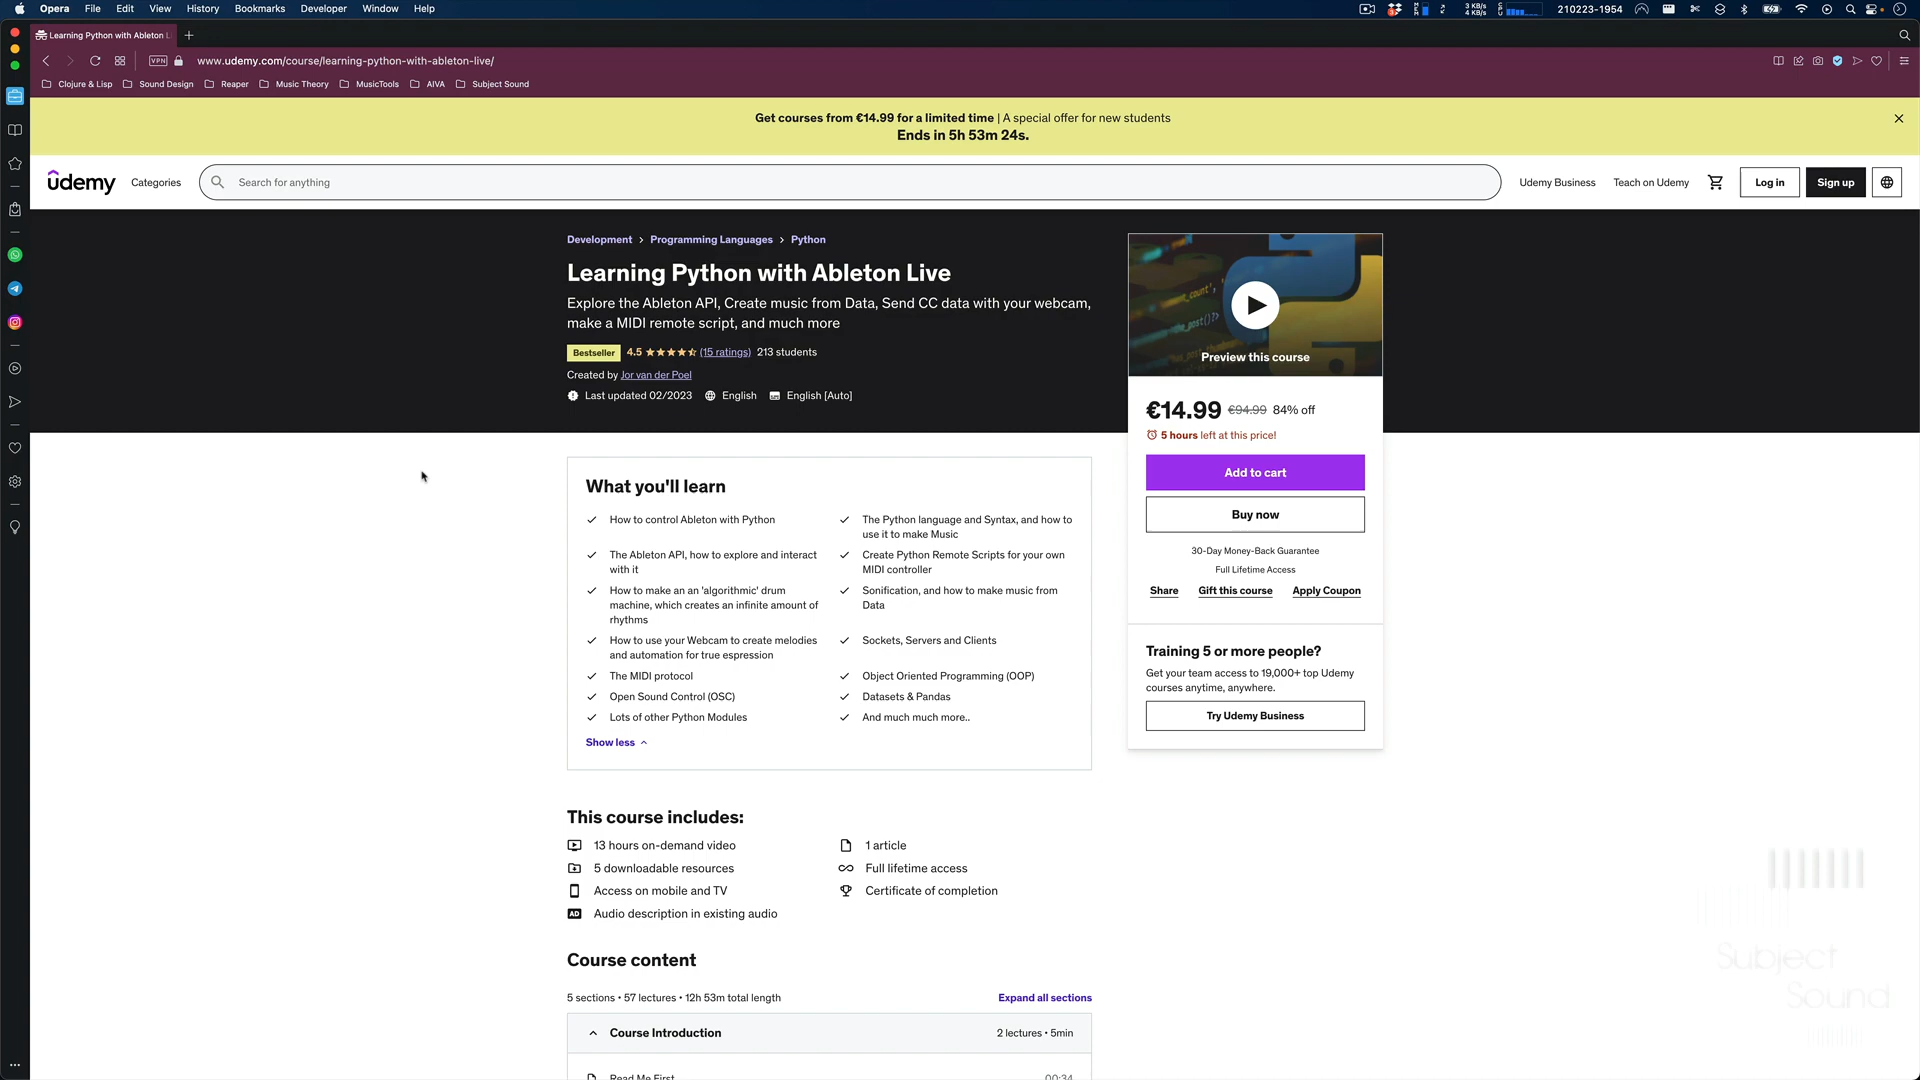 Opera File Edit View History Bookmarks Developer Window Help
3 KB/s
4 KB/s
210223-1954
Learning Python with Ableton Li
VPN www.udemy.com/course/learning-python-with-ableton-live/
Clojure & Lisp Sound Design Reaper Music Theory MusicTools AIVA Subject Sound
Get courses from €14.99 for a limited time | A special offer for new students
Ends in 5h 53m 24s.
udemy Categories Search for anything Udemy Business Teach on Udemy Log in Sign up
Development > Programming Languages > Python
Learning Python with Ableton Live
Explore the Ableton API, Create music from Data, Send CC data with your webcam,
make a MIDI remote script, and much more
Bestseller 4.5 (15 ratings) 213 students
Created by Jor van der Poel
Last updated 02/2023 English English [Auto]
Preview this course
€14.99 €94.99 84% off
5 hours left at this price!
Add to cart
Buy now
30-Day Money-Back Guarantee
Full Lifetime Access
Share Gift this course Apply Coupon
Training 5 or more people?
Get your team access to 19,000+ top Udemy
courses anytime, anywhere.
Try Udemy Business
What you'll learn
How to control Ableton with Python
The Python language and Syntax, and how to
use it to make Music
The Ableton API, how to explore and interact
with it
Create Python Remote Scripts for your own
MIDI controller
How to make an an 'algorithmic' drum
machine, which creates an infinite amount of
rhythms
Sonification, and how to make music from
Data
How to use your Webcam to create melodies
and automation for true espression
Sockets, Servers and Clients
The MIDI protocol
Object Oriented Programming (OOP)
Open Sound Control (OSC)
Datasets & Pandas
Lots of other Python Modules
And much much more..
Show less
This course includes:
13 hours on-demand video
1 article
5 downloadable resources
Full lifetime access
Access on mobile and TV
Certificate of completion
AD Audio description in existing audio
Course content
5 sections • 57 lectures • 12h 53m total length Expand all sections
Course Introduction 2 lectures • 5min
Read Me First 00:34
Subject
Sound